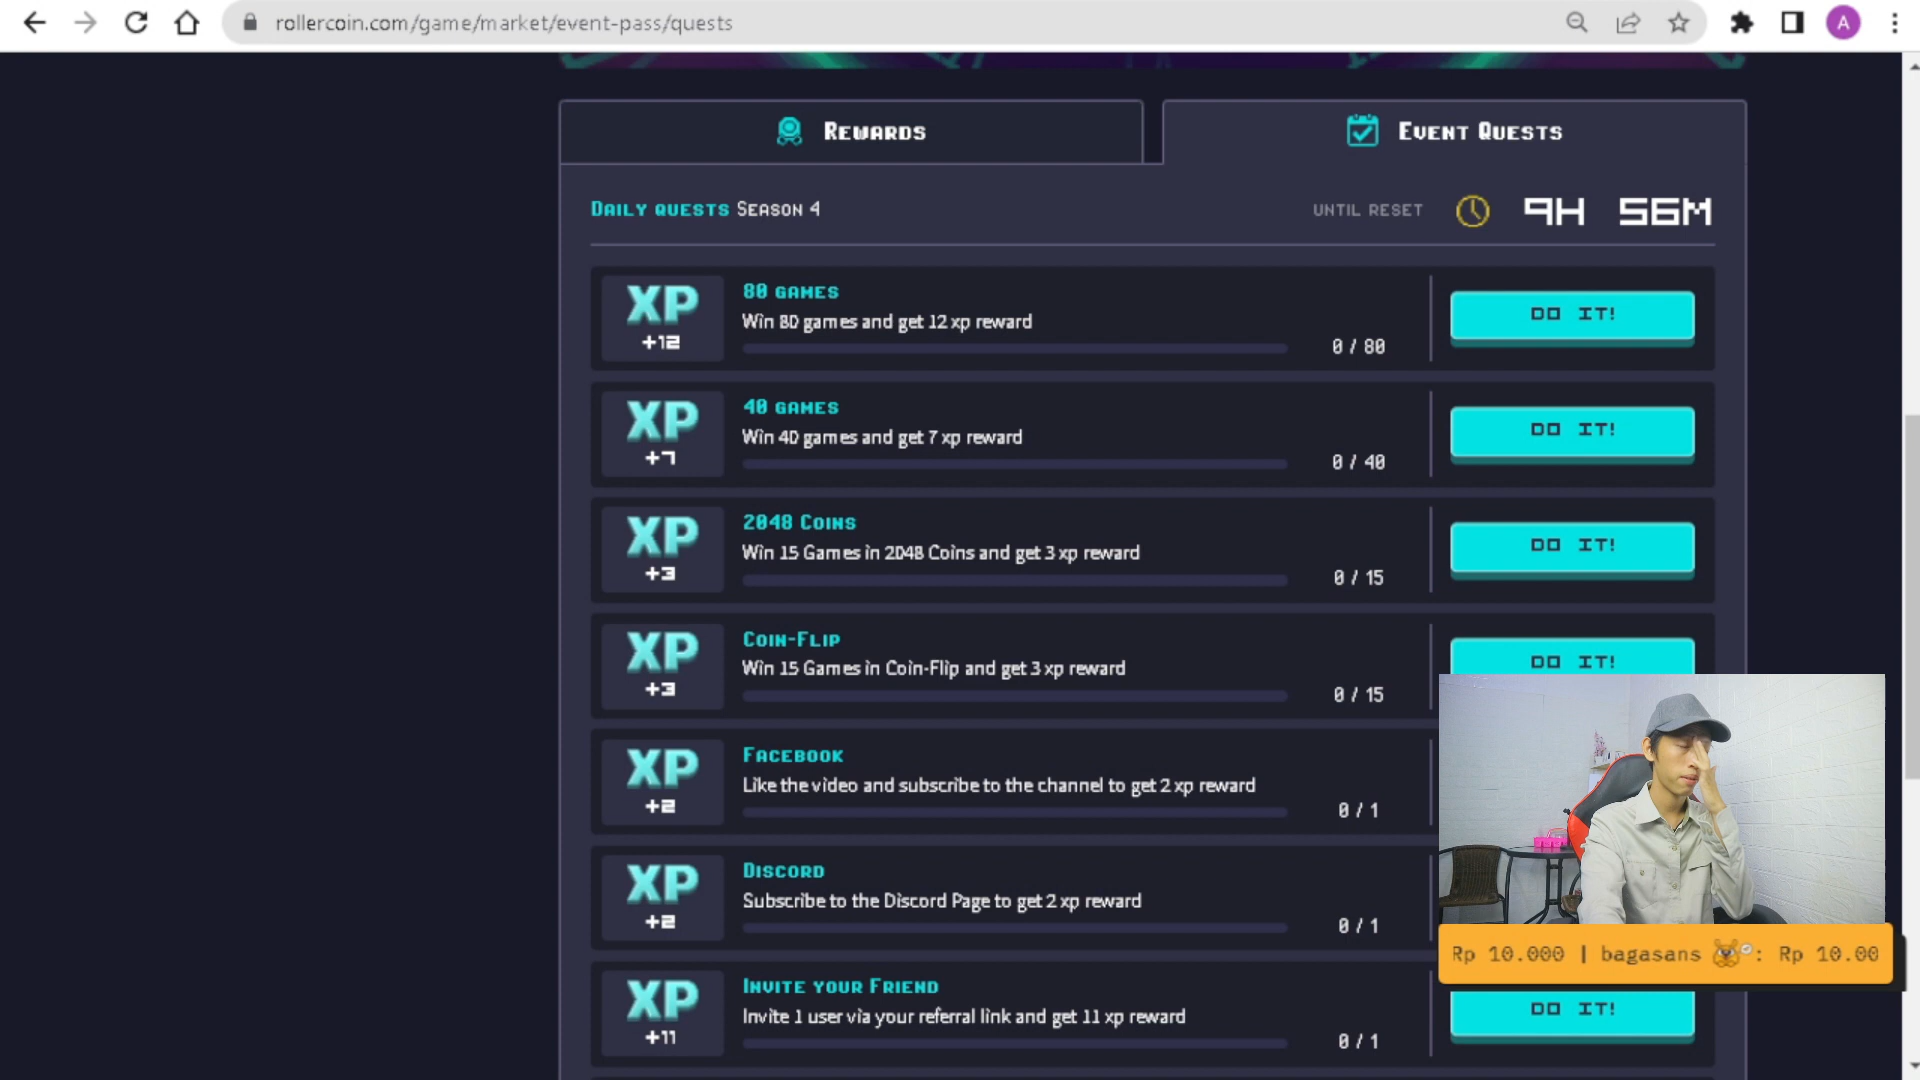 rollercoin.com/game/market/event-pass/quests
A
Rewards
Event Quests
Daily quests Season 4
UNTIL RESET
9H 56M
XP
+12
80 games
Win 80 games and get 12 xp reward
0 / 80
DO IT!
XP
+7
40 games
Win 40 games and get 7 xp reward
0 / 40
DO IT!
XP
+3
2048 Coins
Win 15 Games in 2048 Coins and get 3 xp reward
0 / 15
DO IT!
XP
+3
Coin-Flip
Win 15 Games in Coin-Flip and get 3 xp reward
0 / 15
DO IT!
XP
+2
Facebook
Like the video and subscribe to the channel to get 2 xp reward
0 / 1
XP
+2
Discord
Subscribe to the Discord Page to get 2 xp reward
0 / 1
Rp 10.000 | bagasans : Rp 10.00
XP
+11
Invite your Friend
Invite 1 user via your referral link and get 11 xp reward
0 / 1
DO IT!